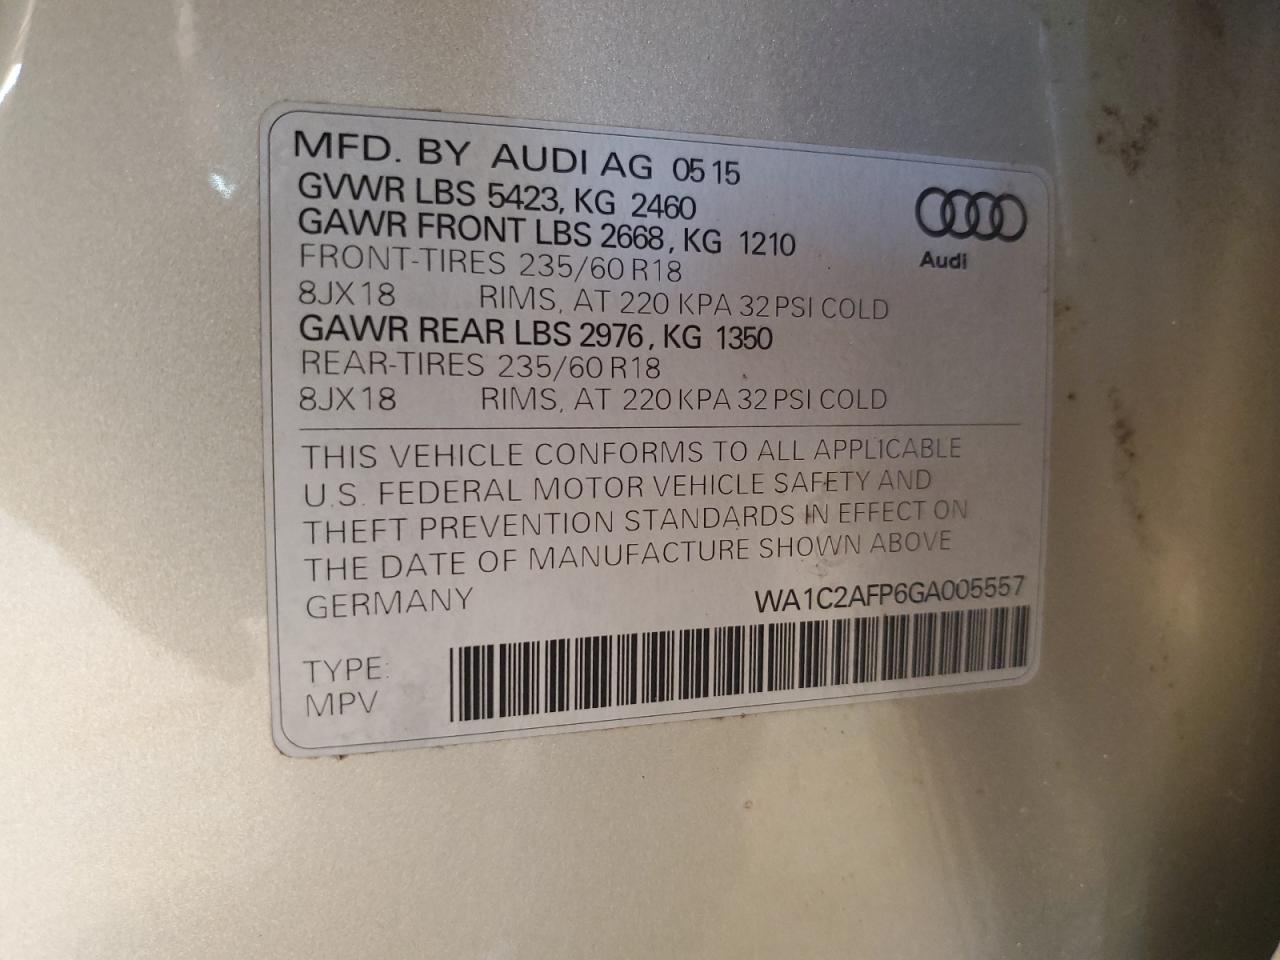 MFD. BY AUDI AG 05 15
GVWR LBS 5423, KG 2460
GAWR FRONT LBS 2668, KG 1210
FRONT-TIRES 235/60 R18
8JX18 RIMS, AT 220 KPA 32 PSI COLD
GAWR REAR LBS 2976, KG 1350
REAR-TIRES 235/60 R18
8JX18 RIMS, AT 220 KPA 32 PSI COLD
Audi
THIS VEHICLE CONFORMS TO ALL APPLICABLE
U.S. FEDERAL MOTOR VEHICLE SAFETY AND
THEFT PREVENTION STANDARDS IN EFFECT ON
THE DATE OF MANUFACTURE SHOWN ABOVE
GERMANY WA1C2AFP6GA005557
TYPE:
MPV